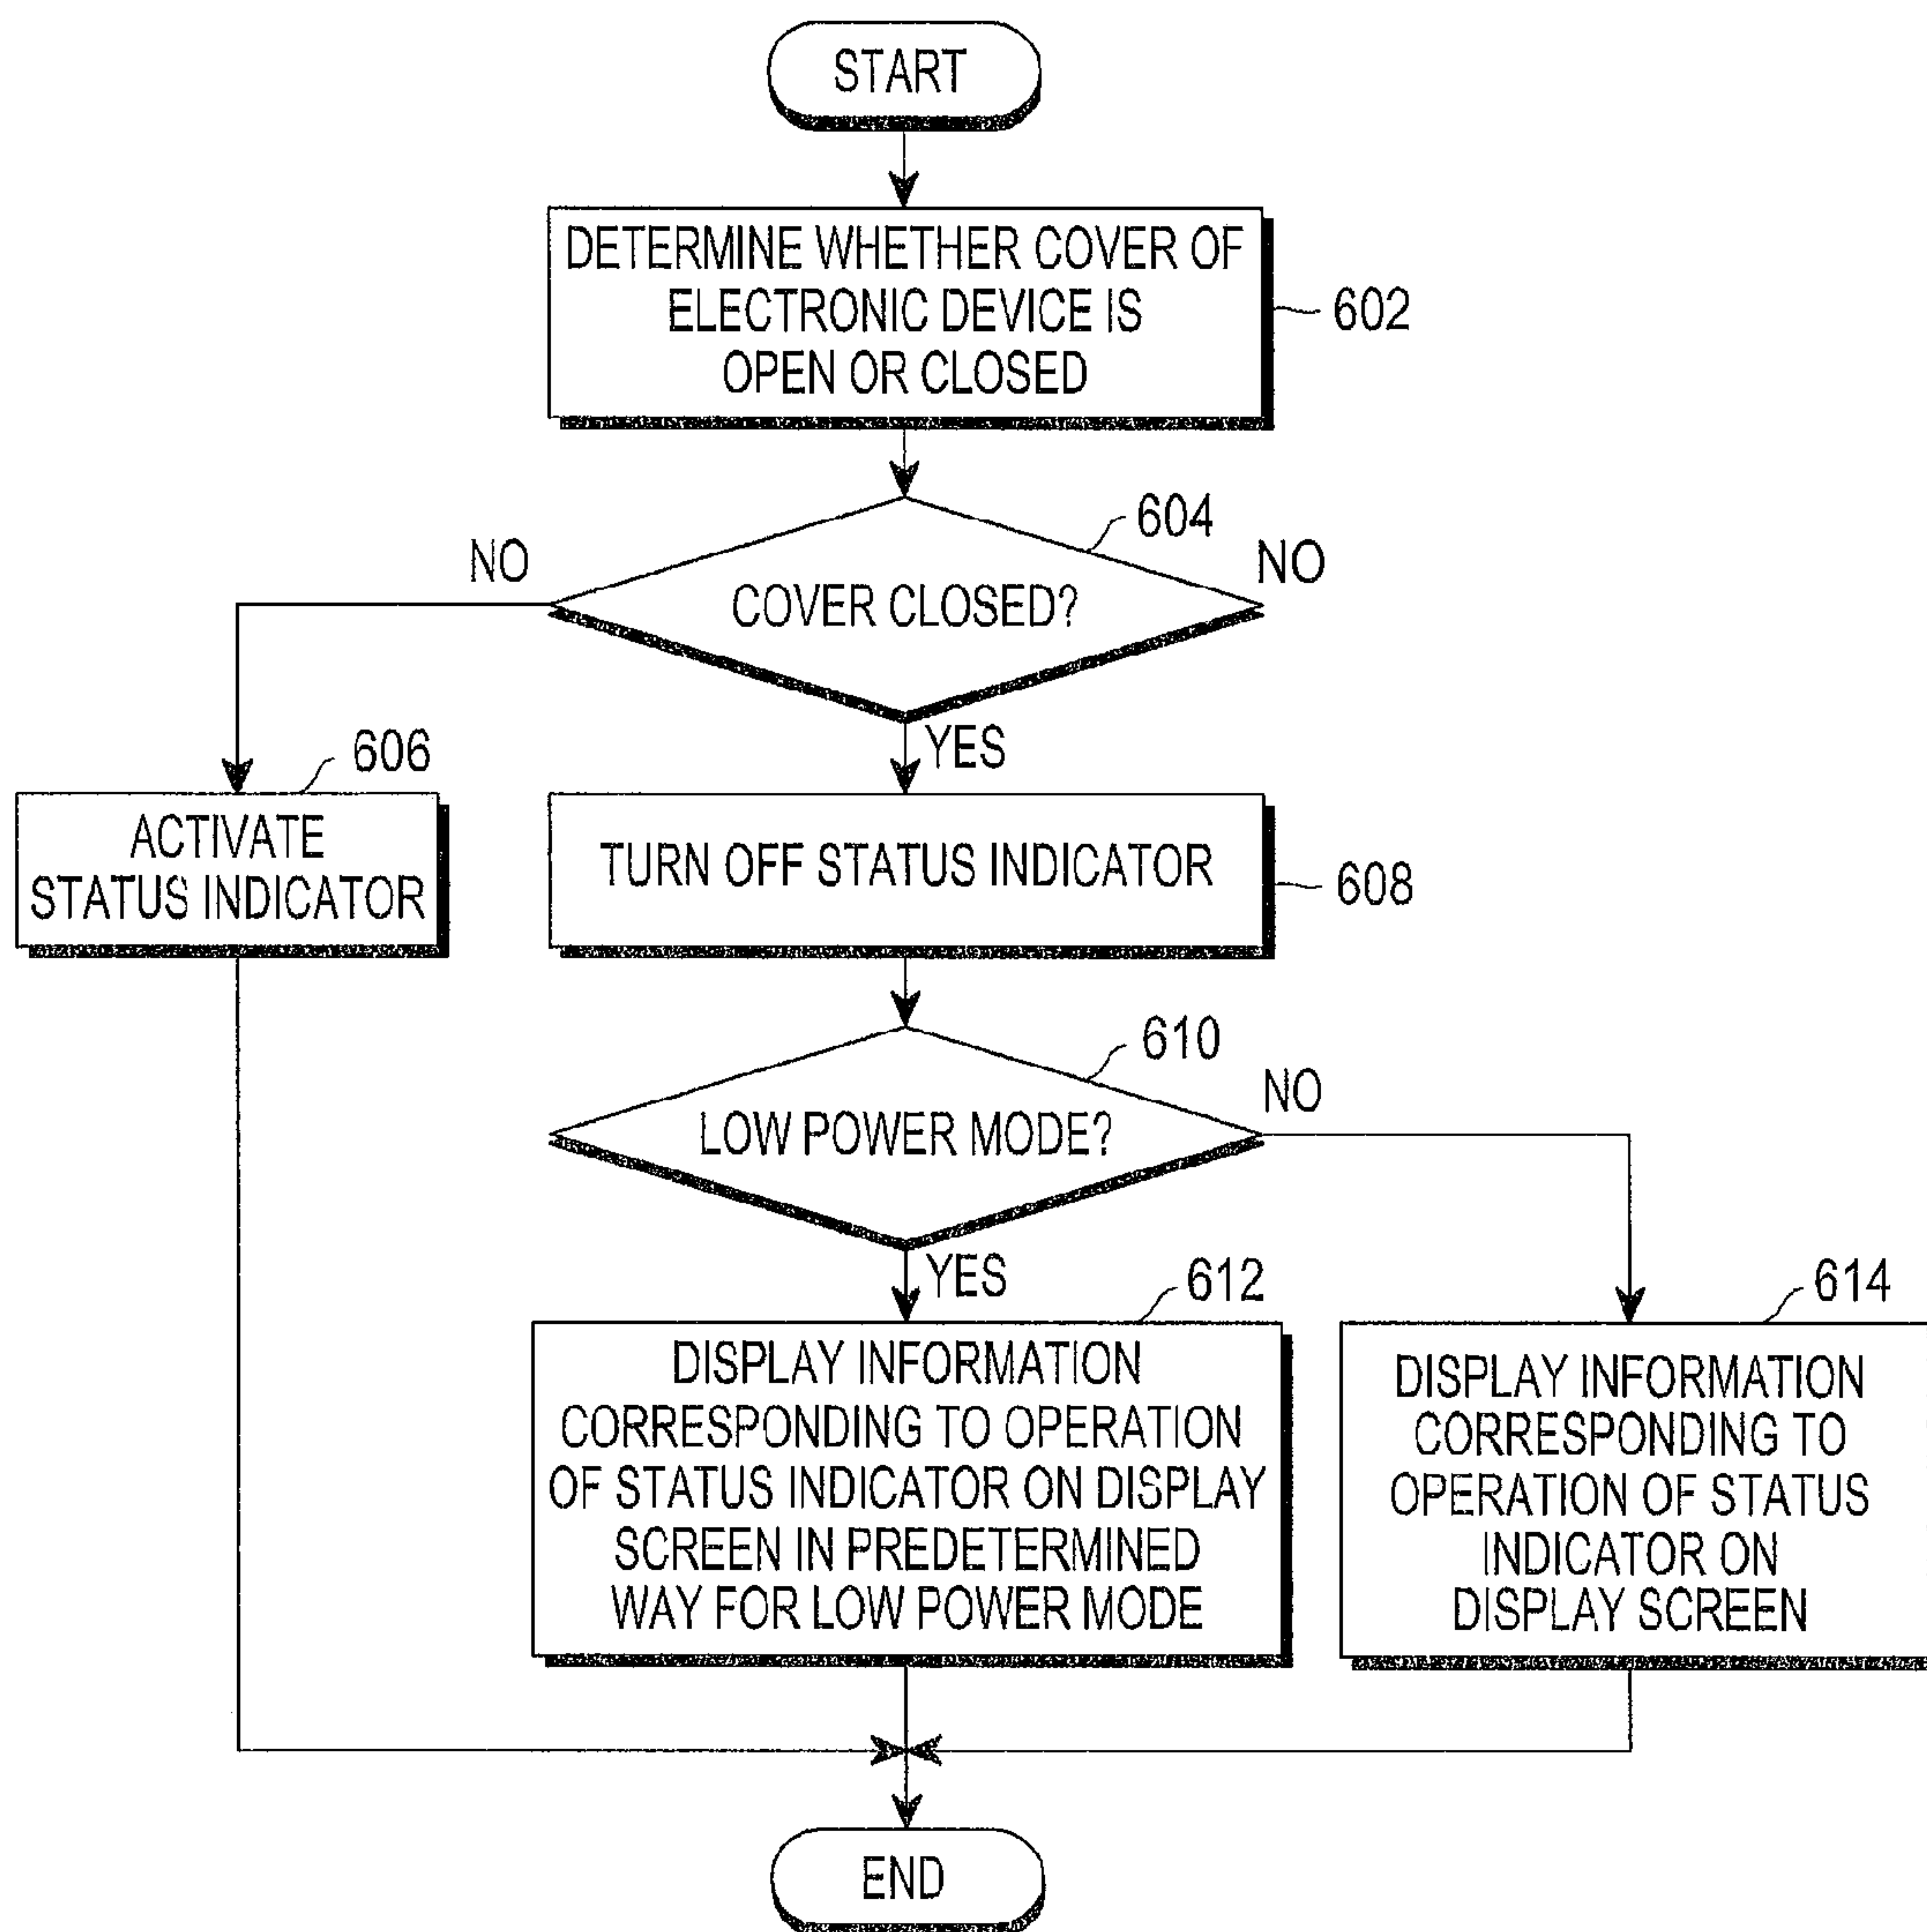 START
DETERMINE WHETHER COVER OF
ELECTRONIC DEVICE IS
OPEN OR CLOSED
602
604
NO
NO
COVER CLOSED?
YES
606
ACTIVATE
STATUS INDICATOR
TURN OFF STATUS INDICATOR
608
610
NO
LOW POWER MODE?
YES
612
614
DISPLAY INFORMATION
CORRESPONDING TO OPERATION
OF STATUS INDICATOR ON DISPLAY
SCREEN IN PREDETERMINED
WAY FOR LOW POWER MODE
DISPLAY INFORMATION
CORRESPONDING TO
OPERATION OF STATUS
INDICATOR ON
DISPLAY SCREEN
END